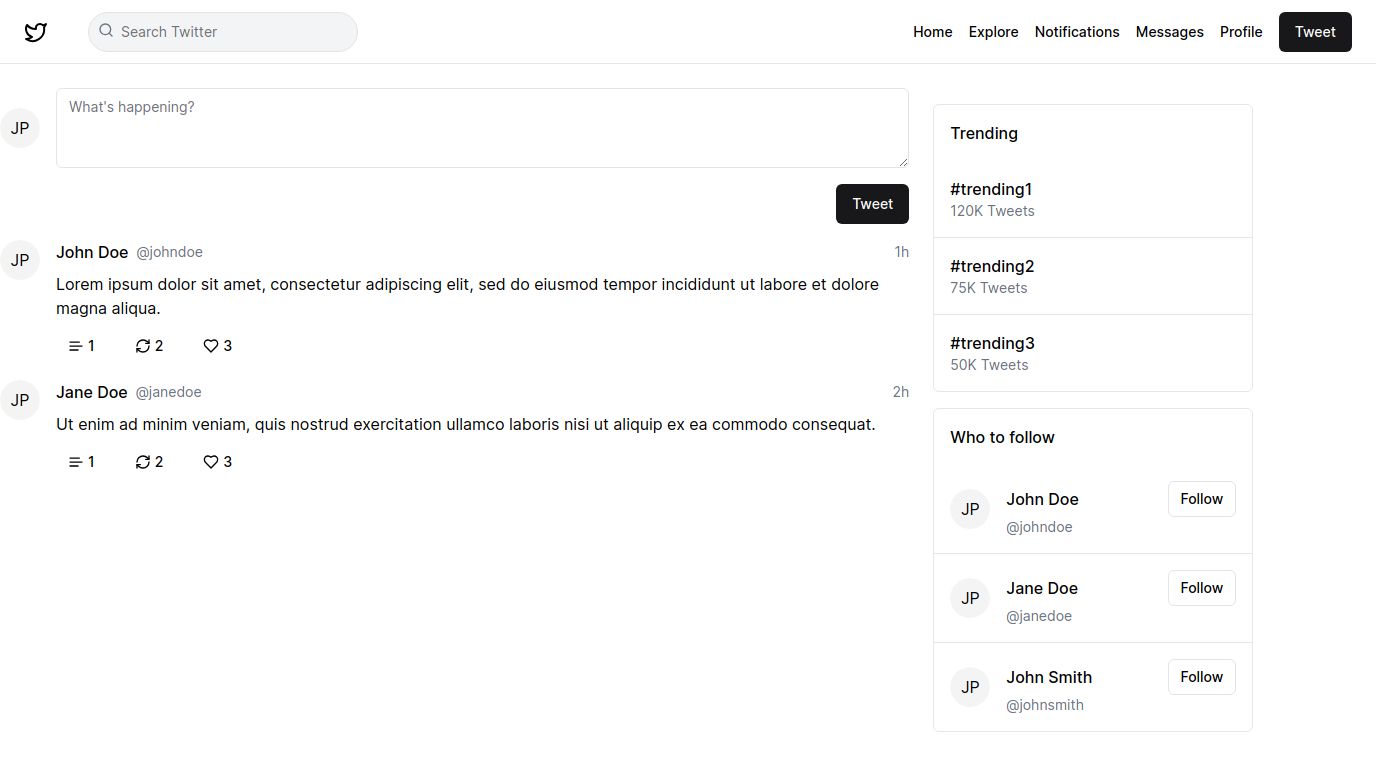 Search Twitter
Home Explore Notifications Messages Profile Tweet
JP
What's happening?
Tweet
JP
John Doe @johndoe 1h
Lorem ipsum dolor sit amet, consectetur adipiscing elit, sed do eiusmod tempor incididunt ut labore et dolore
magna aliqua.
1 2 3
JP
Jane Doe @janedoe 2h
Ut enim ad minim veniam, quis nostrud exercitation ullamco laboris nisi ut aliquip ex ea commodo consequat.
1 2 3
Trending
#trending1
120K Tweets
#trending2
75K Tweets
#trending3
50K Tweets
Who to follow
JP
John Doe Follow
@johndoe
JP
Jane Doe Follow
@janedoe
JP
John Smith Follow
@johnsmith